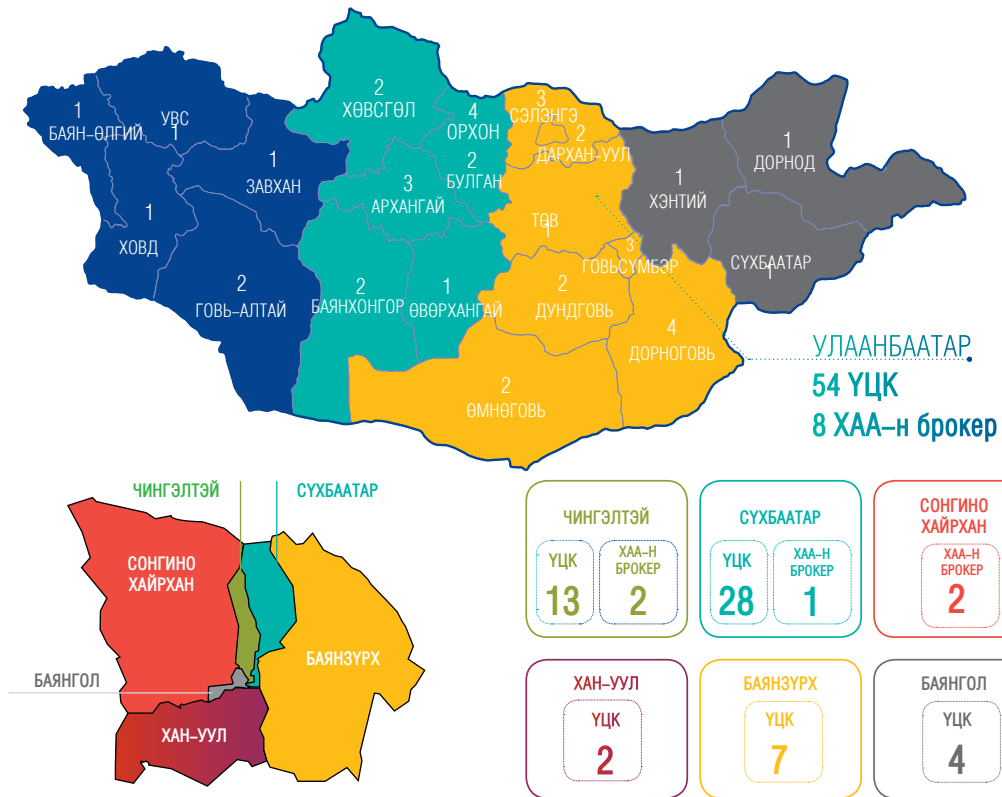 2
ХӨВСГӨЛ
1
БАЯН-ӨЛГИЙ
УВС
1
1
ЗАВХАН
1
ХОВД
2
ГОВЬ-АЛТАЙ
4
ОРХОН
2
БУЛГАН
3
АРХАНГАЙ
2
БАЯНХОНГОР
1
ӨВӨРХАНГАЙ
3
СЭЛЭНГЭ
2
ДАРХАН-УУЛ
ТӨВ
1
3
ГОВЬСҮМБЭР
2
ДУНДГОВЬ
4
ДОРНОГОВЬ
2
ӨМНӨГОВЬ
1
ХЭНТИЙ
1
ДОРНОД
СҮХБААТАР
1
УЛААНБААТАР
54 ҮЦК
8 ХАА-н брокер
ЧИНГЭЛТЭЙ
СҮХБААТАР
СОНГИНО
ХАЙРХАН
БАЯНЗҮРХ
БАЯНГОЛ
ХАН-УУЛ
ЧИНГЭЛТЭЙ
ҮЦК
13
ХАА-Н
БРОКЕР
2
СҮХБААТАР
ҮЦК
28
ХАА-Н
БРОКЕР
1
СОНГИНО
ХАЙРХАН
ХАА-Н
БРОКЕР
2
ХАН-УУЛ
ҮЦК
2
БАЯНЗҮРХ
ҮЦК
7
БАЯНГОЛ
ҮЦК
4